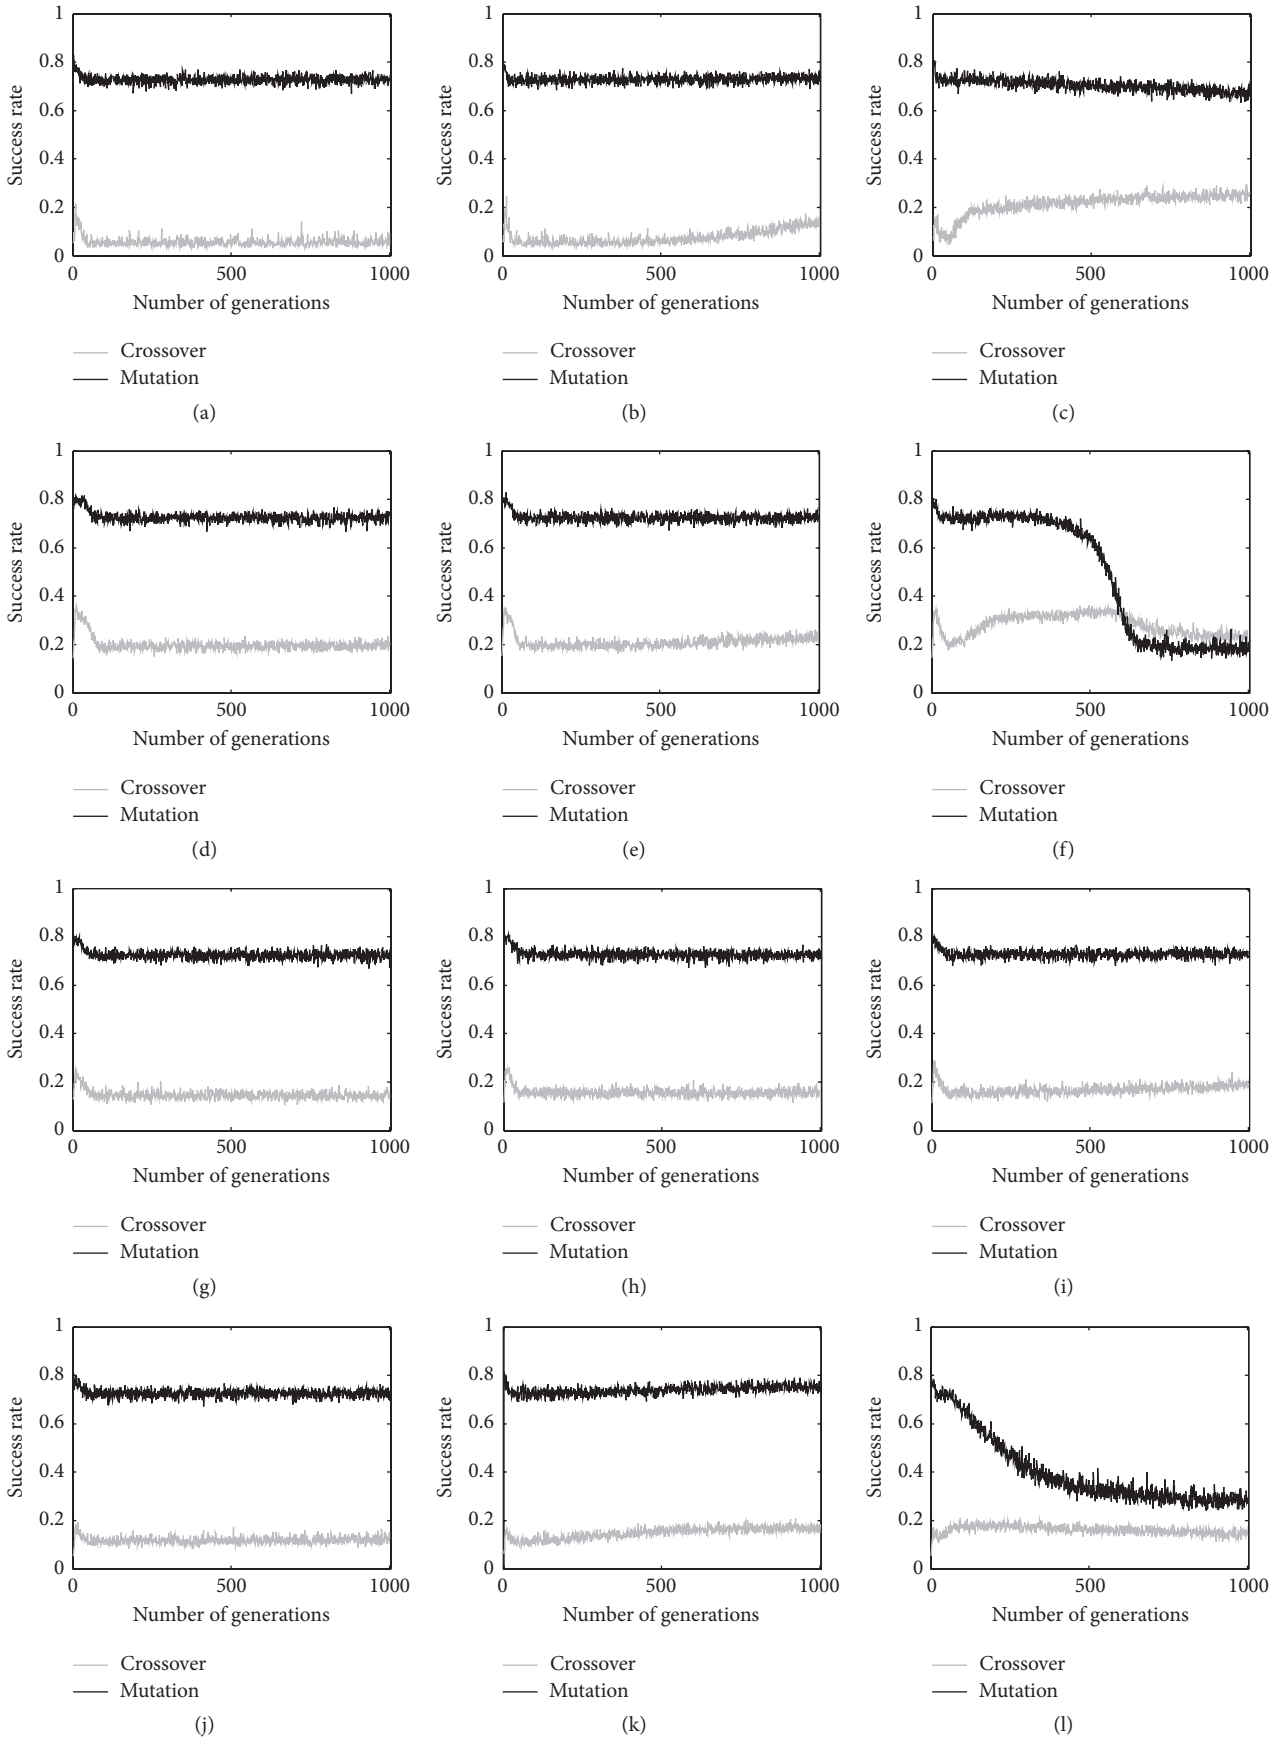 1
0.8
0.6
0.4
0.2
0
Success rate
0 500 1000
Number of generations
Crossover
Mutation
(a)
1
0.8
0.6
0.4
0.2
0
Success rate
0 500 1000
Number of generations
Crossover
Mutation
(b)
1
0.8
0.6
0.4
0.2
0
Success rate
0 500 1000
Number of generations
Crossover
Mutation
(c)
1
0.8
0.6
0.4
0.2
0
Success rate
0 500 1000
Number of generations
Crossover
Mutation
(d)
1
0.8
0.6
0.4
0.2
0
Success rate
0 500 1000
Number of generations
Crossover
Mutation
(e)
1
0.8
0.6
0.4
0.2
0
Success rate
0 500 1000
Number of generations
Crossover
Mutation
(f)
1
0.8
0.6
0.4
0.2
0
Success rate
0 500 1000
Number of generations
Crossover
Mutation
(g)
1
0.8
0.6
0.4
0.2
0
Success rate
0 500 1000
Number of generations
Crossover
Mutation
(h)
1
0.8
0.6
0.4
0.2
0
Success rate
0 500 1000
Number of generations
Crossover
Mutation
(i)
1
0.8
0.6
0.4
0.2
0
Success rate
0 500 1000
Number of generations
Crossover
Mutation
(j)
1
0.8
0.6
0.4
0.2
0
Success rate
0 500 1000
Number of generations
Crossover
Mutation
(k)
1
0.8
0.6
0.4
0.2
0
Success rate
0 500 1000
Number of generations
Crossover
Mutation
(l)